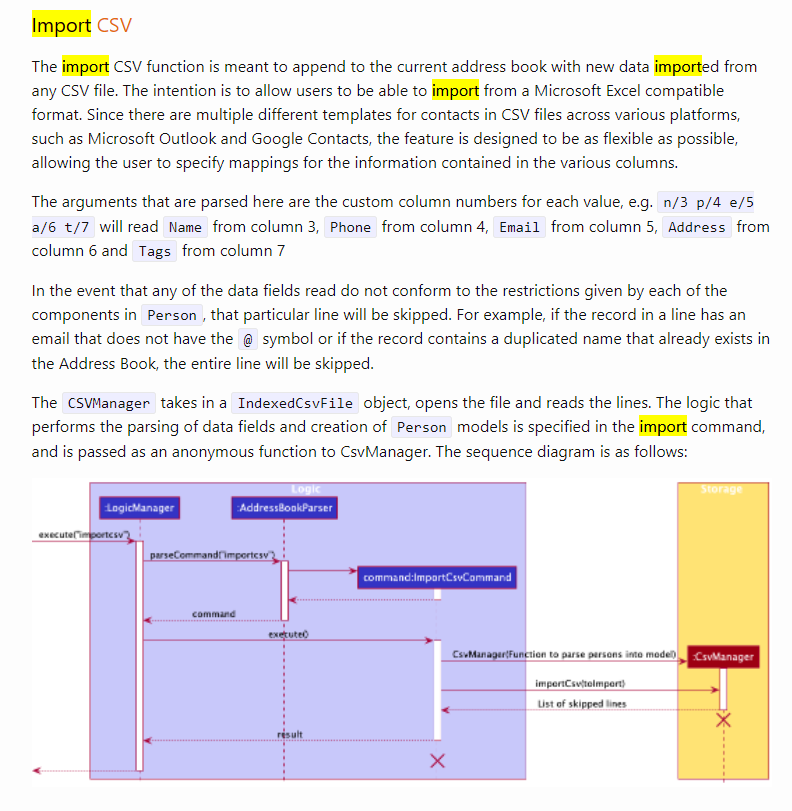 Import CSV
The import CSV function is meant to append to the current address book with new data imported from
any CSV file. The intention is to allow users to be able to import from a Microsoft Excel compatible
format. Since there are multiple different templates for contacts in CSV files across various platforms,
such as Microsoft Outlook and Google Contacts, the feature is designed to be as flexible as possible,
allowing the user to specify mappings for the information contained in the various columns.
The arguments that are parsed here are the custom column numbers for each value, e.g. n/3 p/4 e/5
a/6 t/7 will read Name from column 3, Phone from column 4, Email from column 5, Address from
column 6 and Tags from column 7
In the event that any of the data fields read do not conform to the restrictions given by each of the
components in Person , that particular line will be skipped. For example, if the record in a line has an
email that does not have the @ symbol or if the record contains a duplicated name that already exists in
the Address Book, the entire line will be skipped.
The CSVManager takes in a IndexedCsvFile object, opens the file and reads the lines. The logic that
performs the parsing of data fields and creation of Person models is specified in the import command,
and is passed as an anonymous function to CsvManager. The sequence diagram is as follows:
Logic
Storage
:LogicManager
:AddressBookParser
execute("importcsv")
parseCommand("importcsv")
command:ImportCsvCommand
command
execute()
CsvManager(Function to parse persons into model)
:CsvManager
importCsv(toImport)
List of skipped lines
result